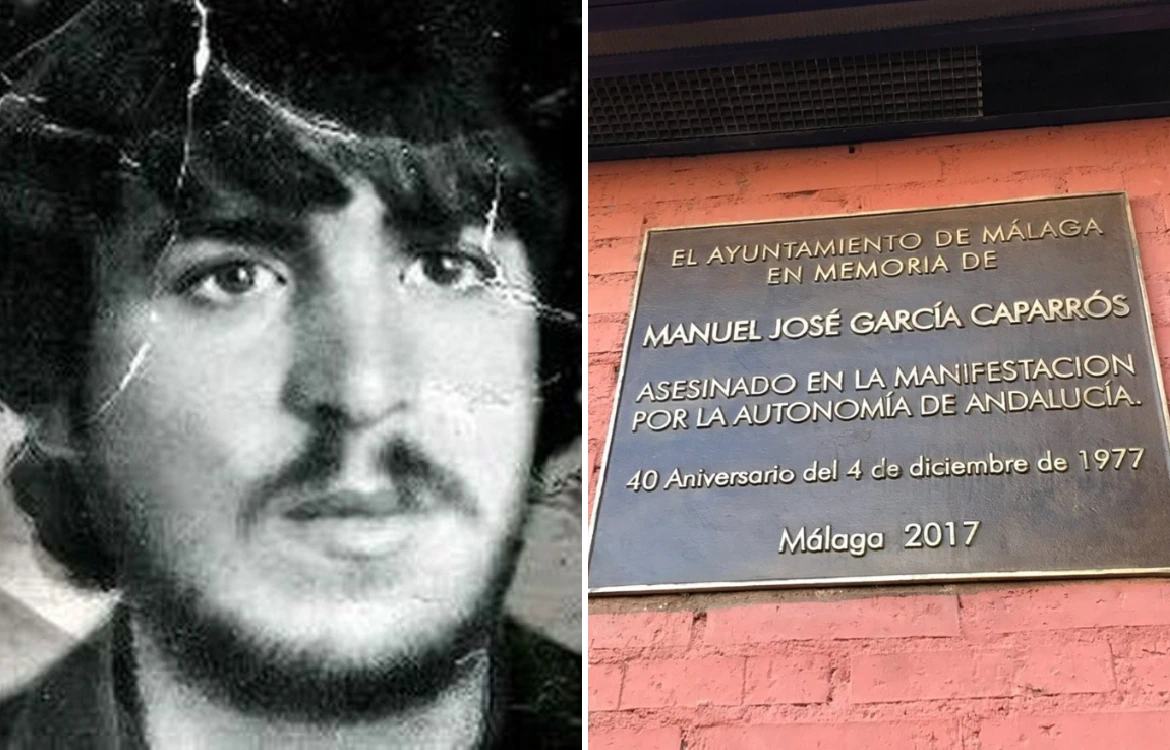 EL AYUNTAMIENTO DE MÁLAGA
EN MEMORIA DE
MANUEL JOSÉ GARCÍA CAPARRÓS
ASESINADO EN LA MANIFESTACION
POR LA AUTONOMÍA DE ANDALUCÍA.
40 Aniversario del 4 de diciembre de 1977
Málaga 2017